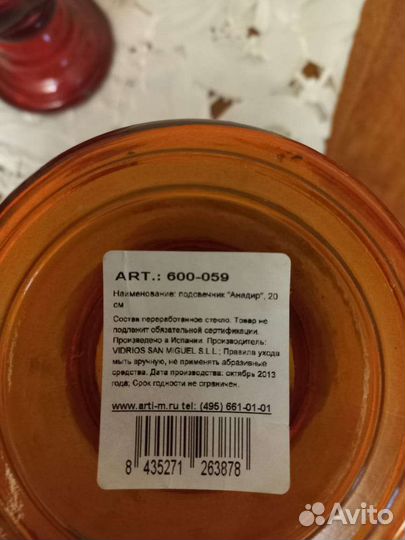 ART.: 600-059
Наименование: подсвечник "Анадир", 20
см
Состав переработанное стекло. Товар не
подлежит обязательной сертификации.
Произведено в Испании. Производитель:
VIDRIOS SAN MIGUEL S.L.L.; Правила ухода
мыть вручную, не применять абразивные
средства. Дата производства: октябрь 2013
года; Срок годности не ограничен.
www.arti-m.ru tel: (495) 661-01-01
8 435271 263878
Avito